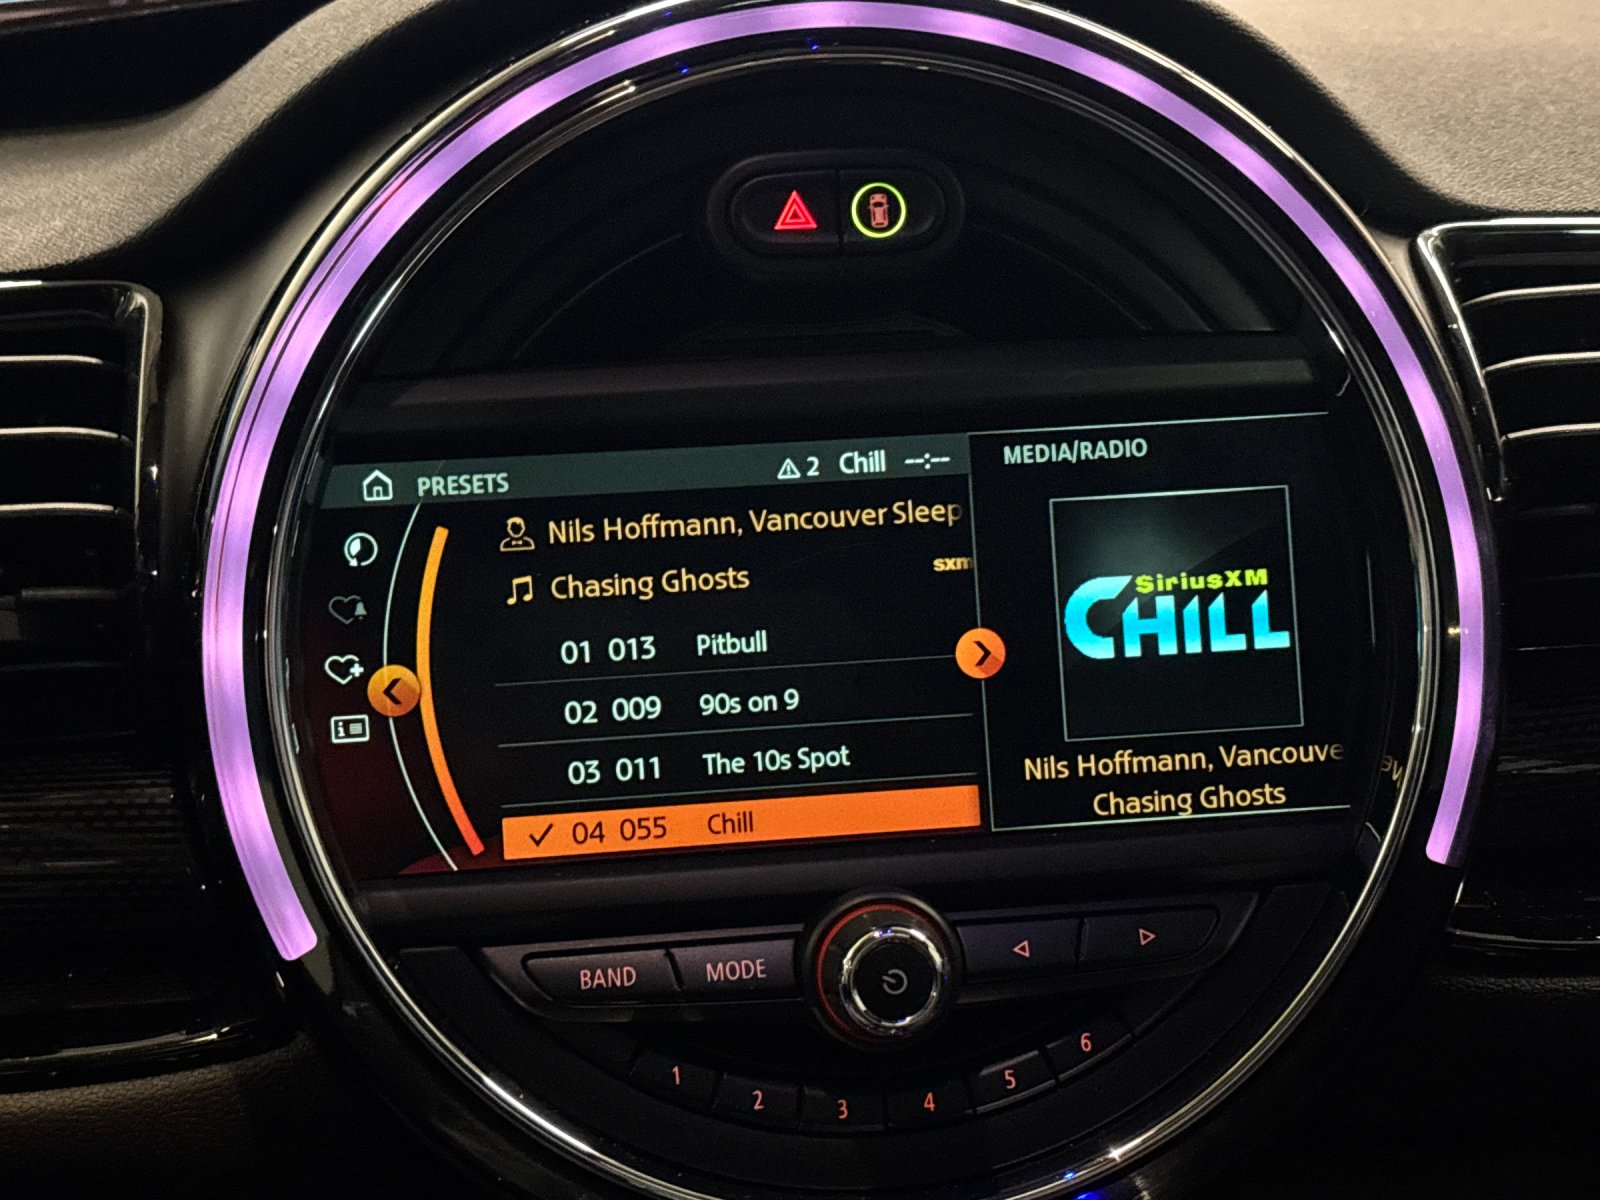 PRESETS
2 Chill --:--
MEDIA/RADIO
Nils Hoffmann, Vancouver Sleep
sxm
Chasing Ghosts
01 013 Pitbull
02 009 90s on 9
03 011 The 10s Spot
04 055 Chill
SiriusXM
CHILL
Nils Hoffmann, Vancouve
Chasing Ghosts
BAND
MODE
1
2
3
4
5
6